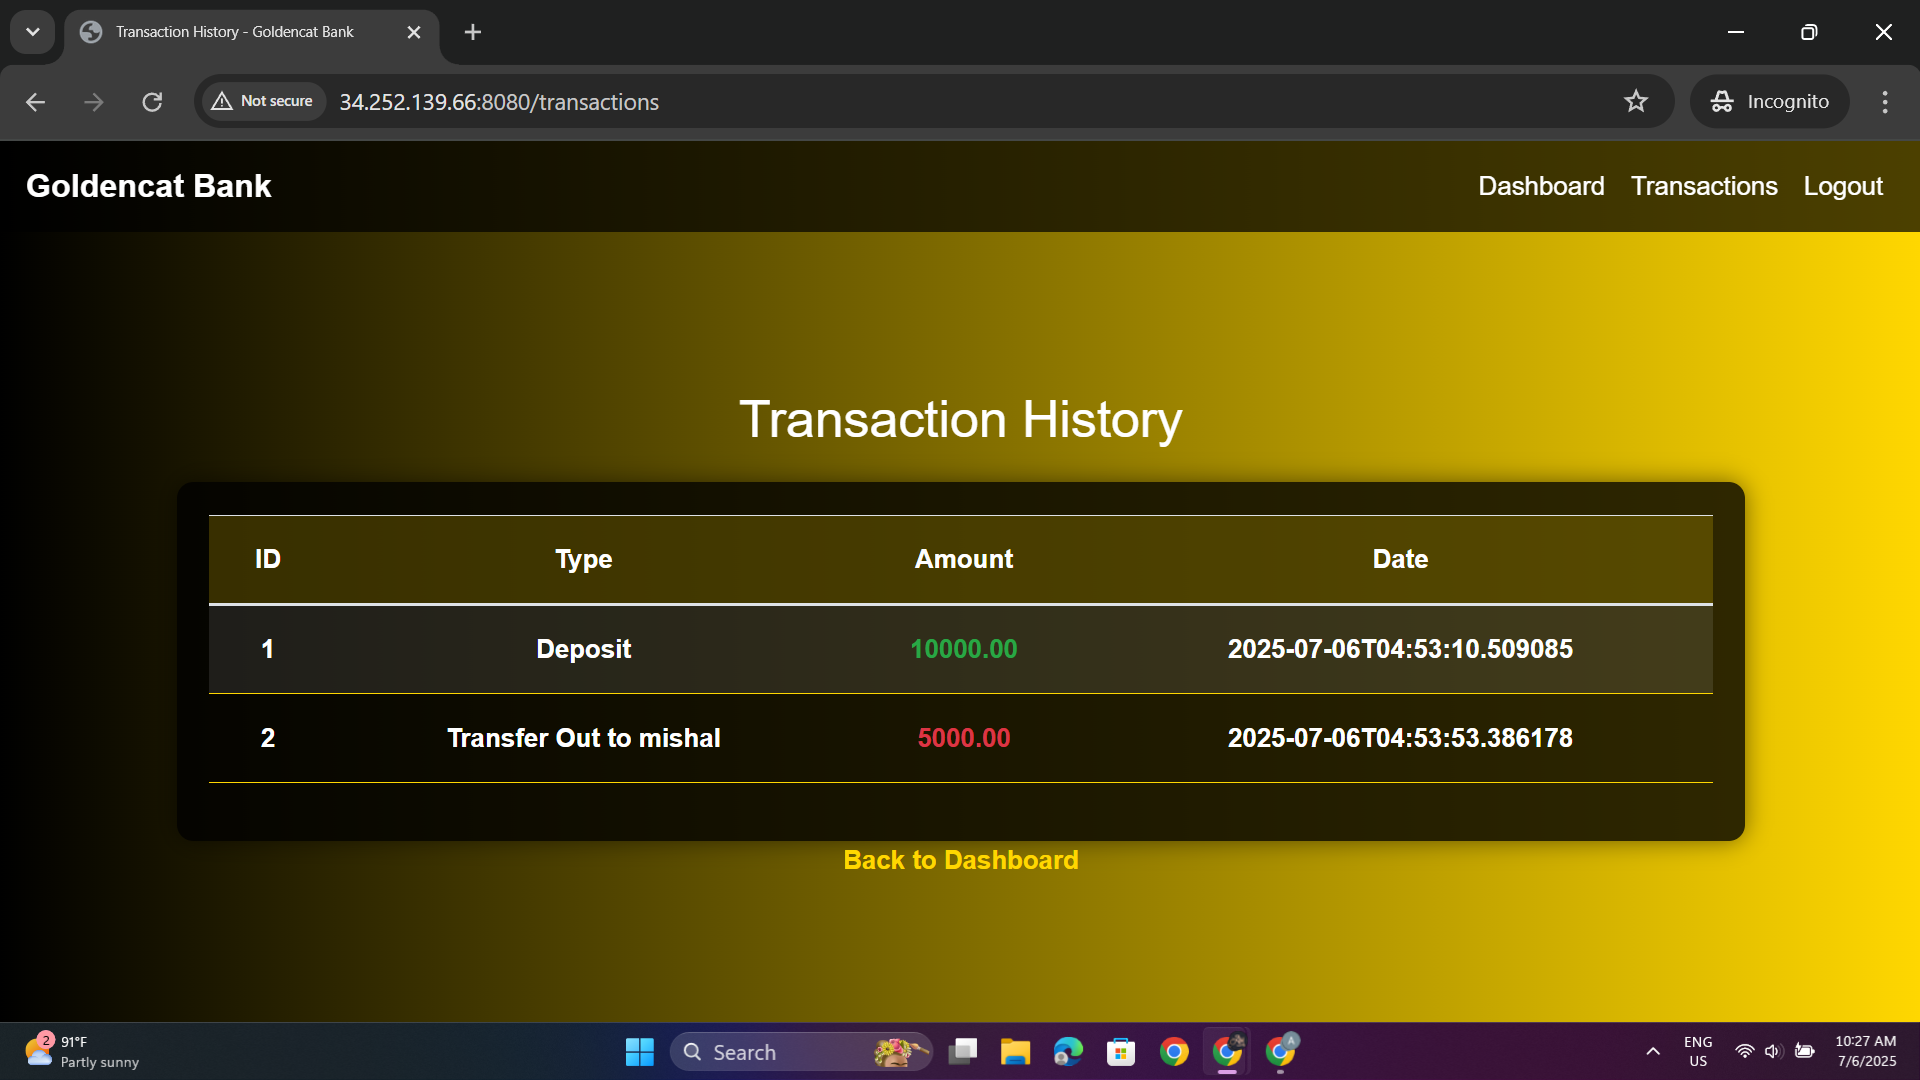 Transaction History - Goldencat Bank
Not secure
34.252.139.66:8080/transactions
Incognito
Goldencat Bank
Dashboard Transactions Logout
Transaction History
ID Type Amount Date
1 Deposit 10000.00 2025-07-06T04:53:10.509085
2 Transfer Out to mishal 5000.00 2025-07-06T04:53:53.386178
Back to Dashboard
2
91°F
Partly sunny
Search
A
ENG
US
10:27 AM
7/6/2025